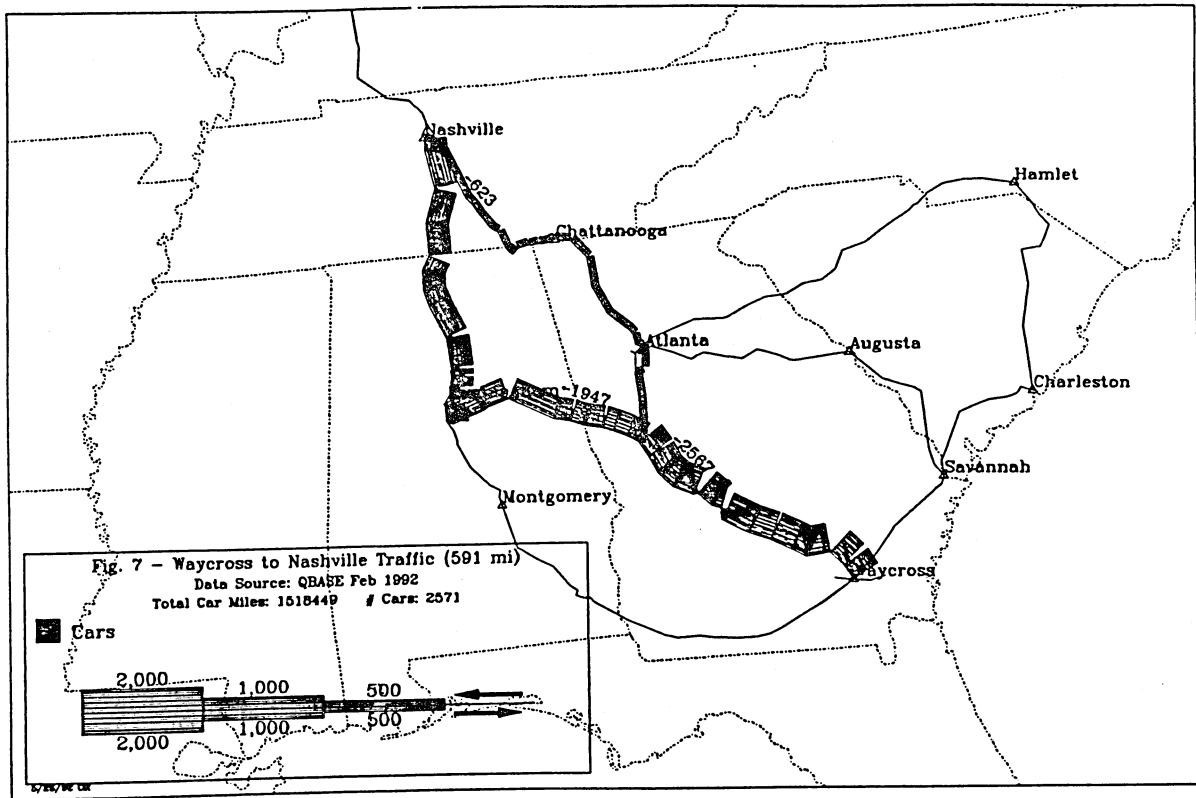 Nashville
-623
Hamlet
Chattanooga
Atlanta
Augusta
Charleston
-1947
-2567
Savannah
Montgomery
Waycross
Fig. 7 – Waycross to Nashville Traffic (591 mi)
Data Source: QBASE Feb 1992
Total Car Miles: 1518449 # Cars: 2571
Cars
2,000 1,000 500
2,000 1,000 500